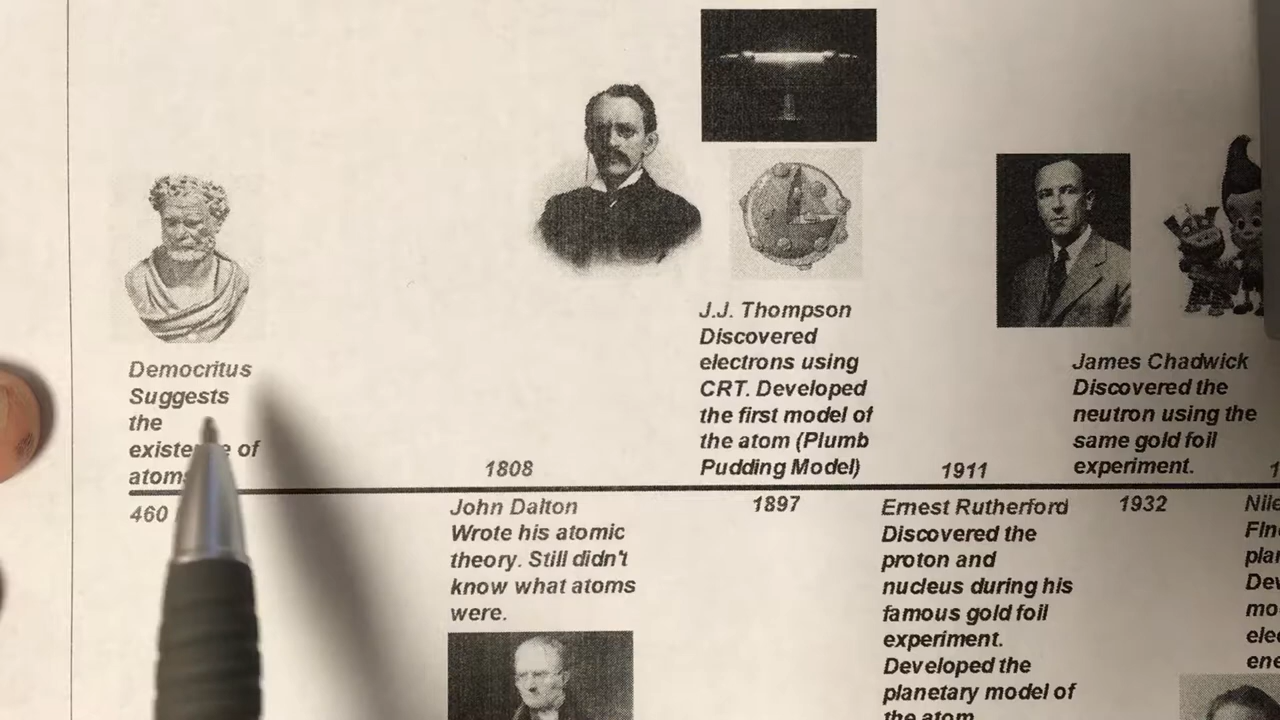 Democritus
Suggests
the
of
460
1808
John Dalton
Wrote his atomic
theory. Still didn't
know what atoms
were.
J.J. Thompson
Discovered
electrons using
CRT. Developed
the first model of
the atom (Plumb
Pudding Model)
1897
1911
Ernest Rutherford
Discovered the
proton and
nucleus during his
famous gold foil
experiment.
Developed the
planetary model of
the atom
James Chadwick
Discovered the
neutron using the
same gold foil
experiment.
1932